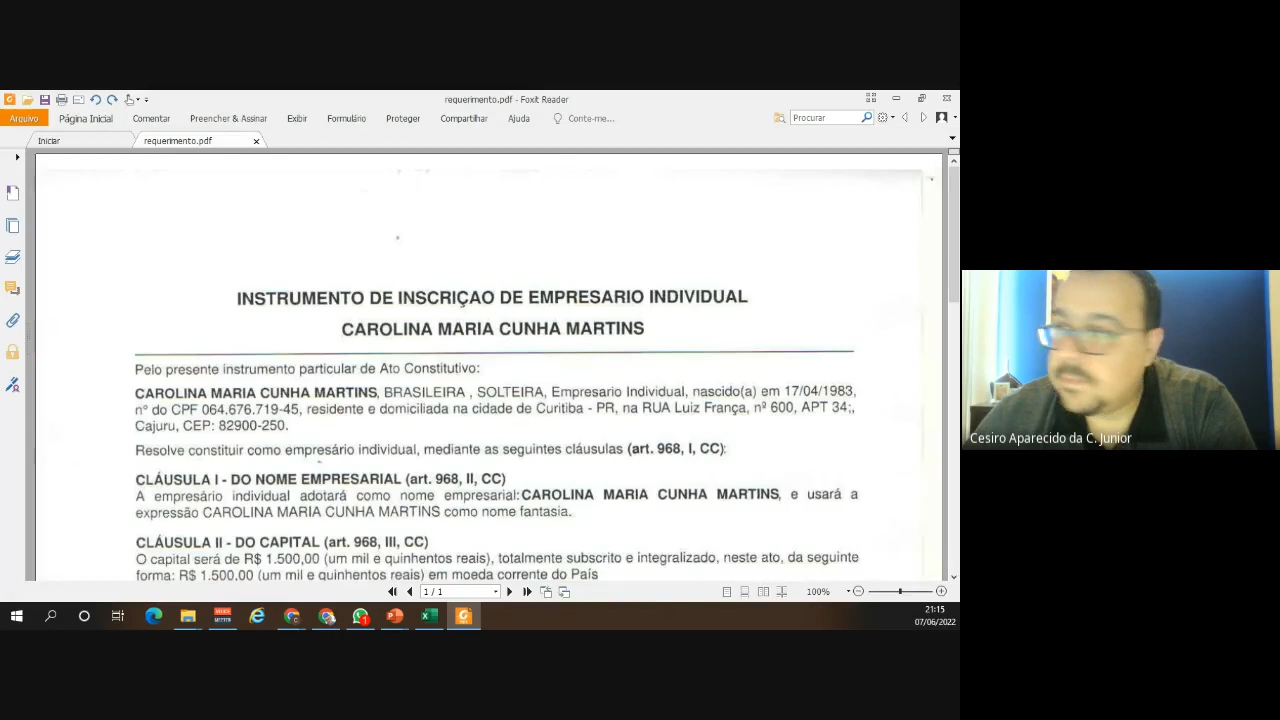 requerimento.pdf - Foxit Reader
Arquivo Página Inicial Comentar Preencher & Assinar Exibir Formulário Proteger Compartilhar Ajuda Conte-me... Procurar
Iniciar requerimento.pdf
INSTRUMENTO DE INSCRIÇAO DE EMPRESARIO INDIVIDUAL
CAROLINA MARIA CUNHA MARTINS
Pelo presente instrumento particular de Ato Constitutivo:
CAROLINA MARIA CUNHA MARTINS, BRASILEIRA , SOLTEIRA, Empresario Individual, nascido(a) em 17/04/1983,
n° do CPF 064.676.719-45, residente e domiciliada na cidade de Curitiba - PR, na RUA Luiz França, nº 600, APT 34;,
Cajuru, CEP: 82900-250.
Resolve constituir como empresário individual, mediante as seguintes cláusulas (art. 968, I, CC):
CLÁUSULA I - DO NOME EMPRESARIAL (art. 968, II, CC)
A empresário individual adotará como nome empresarial: CAROLINA MARIA CUNHA MARTINS, e usará a
expressão CAROLINA MARIA CUNHA MARTINS como nome fantasia.
CLÁUSULA II - DO CAPITAL (art. 968, III, CC)
O capital será de R$ 1.500,00 (um mil e quinhentos reais), totalmente subscrito e integralizado, neste ato, da seguinte
forma: R$ 1.500,00 (um mil e quinhentos reais) em moeda corrente do País
1 / 1
100%
21:15
07/06/2022
Cesiro Aparecido da C. Junior